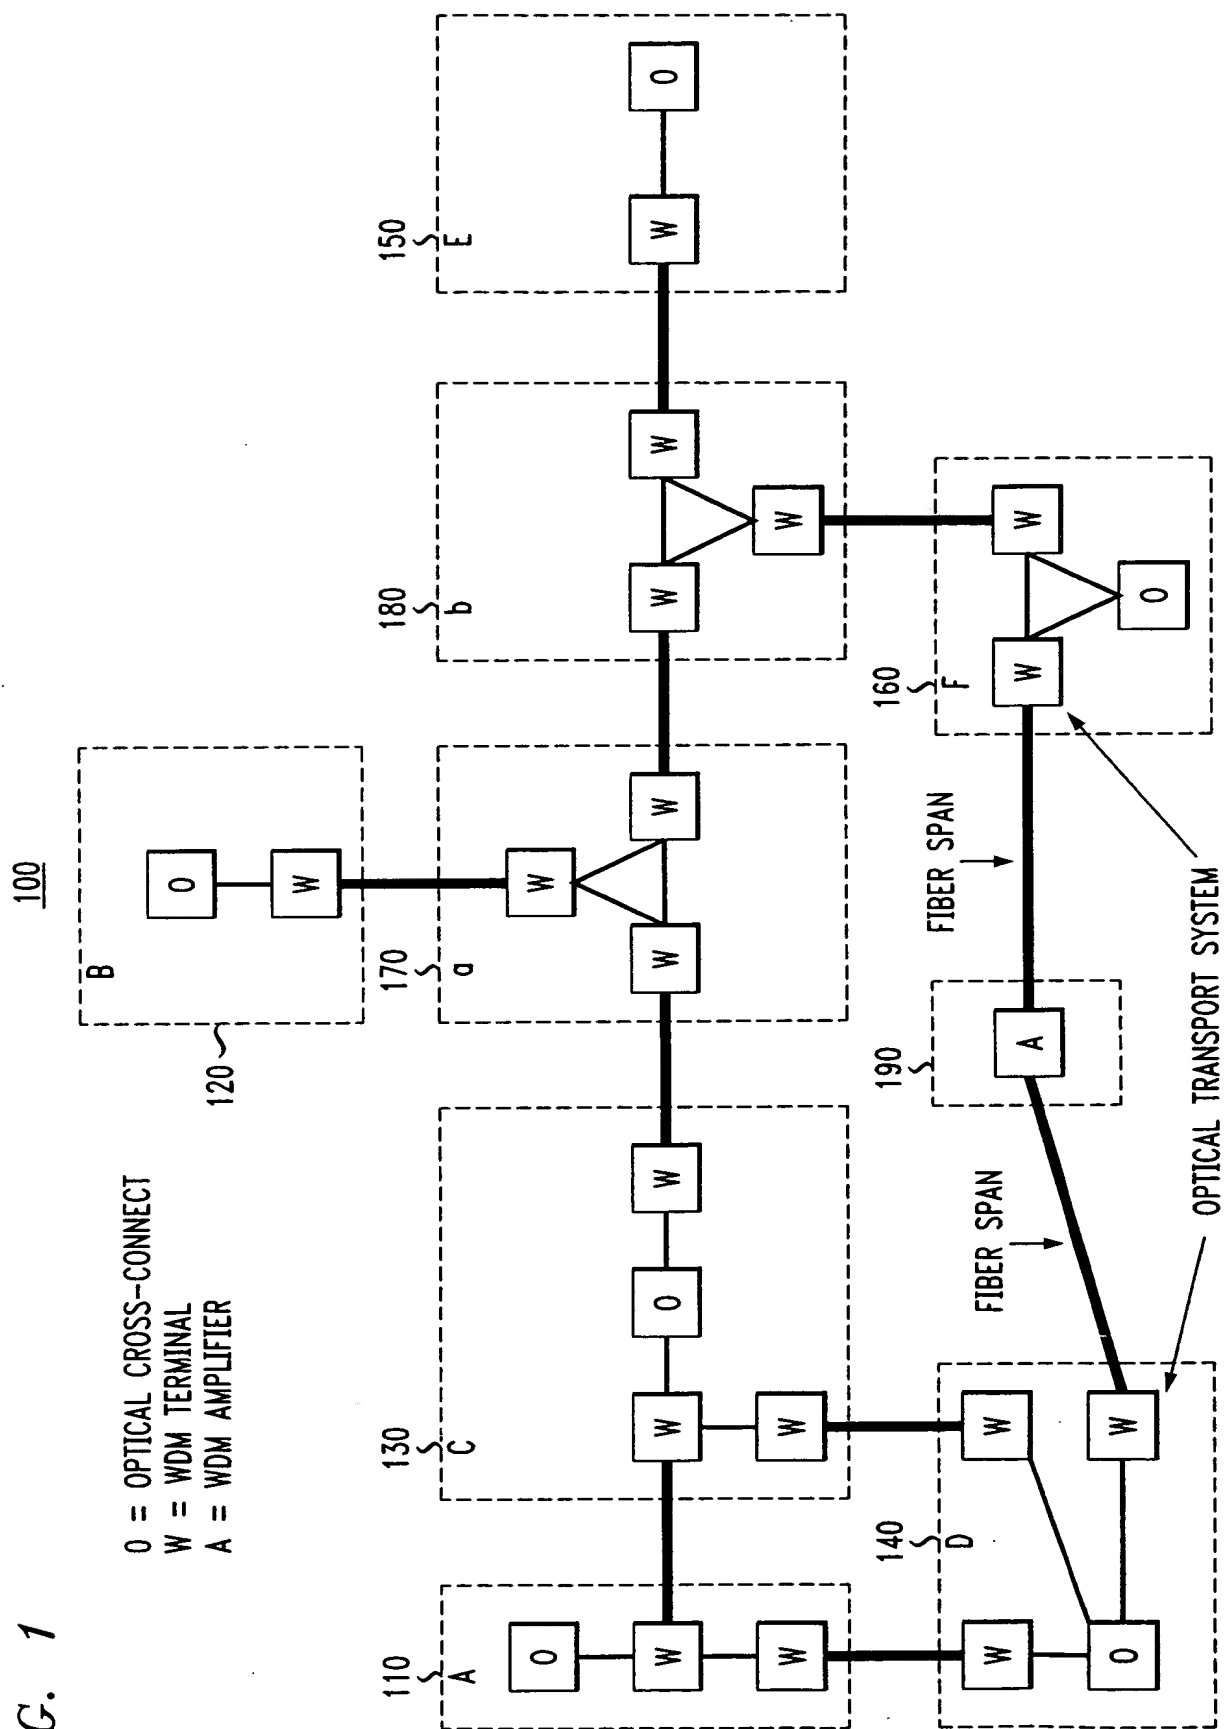 G. 1
100
O = OPTICAL CROSS-CONNECT
W = WDM TERMINAL
A = WDM AMPLIFIER
120
B
O
W
110
A
O
W
W
130
C
W
O
W
W
170
a
W
W
W
180
b
W
W
W
150
E
W
O
140
D
W
W
O
W
FIBER SPAN
190
A
FIBER SPAN
160
F
W
W
O
OPTICAL TRANSPORT SYSTEM